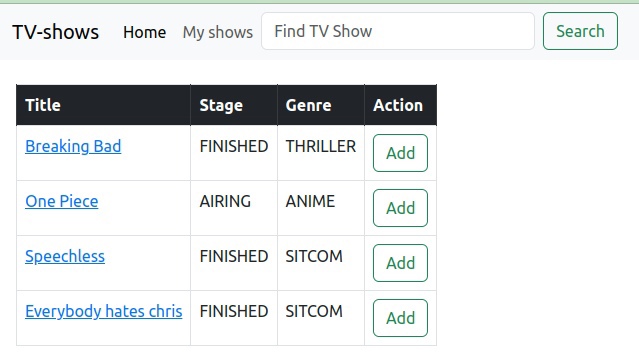 TV-shows Home My shows Find TV Show Search
Title Stage Genre Action
Breaking Bad FINISHED THRILLER Add
One Piece AIRING ANIME Add
Speechless FINISHED SITCOM Add
Everybody hates chris FINISHED SITCOM Add